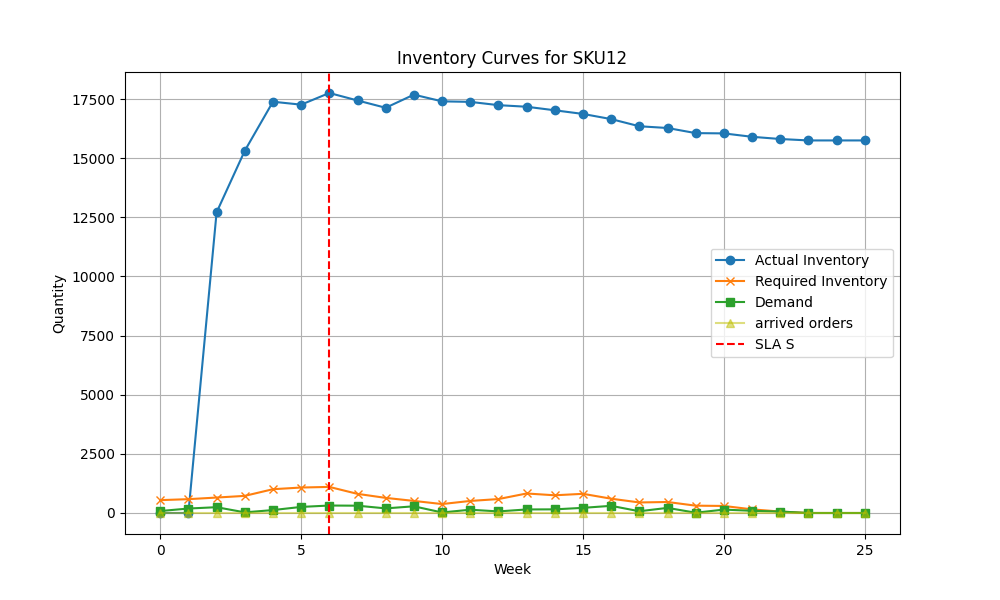 Inventory Curves for SKU12
Quantity
17500
15000
12500
10000
7500
5000
2500
0
Actual Inventory
Required Inventory
Demand
arrived orders
SLA S
0 5 10 15 20 25
Week